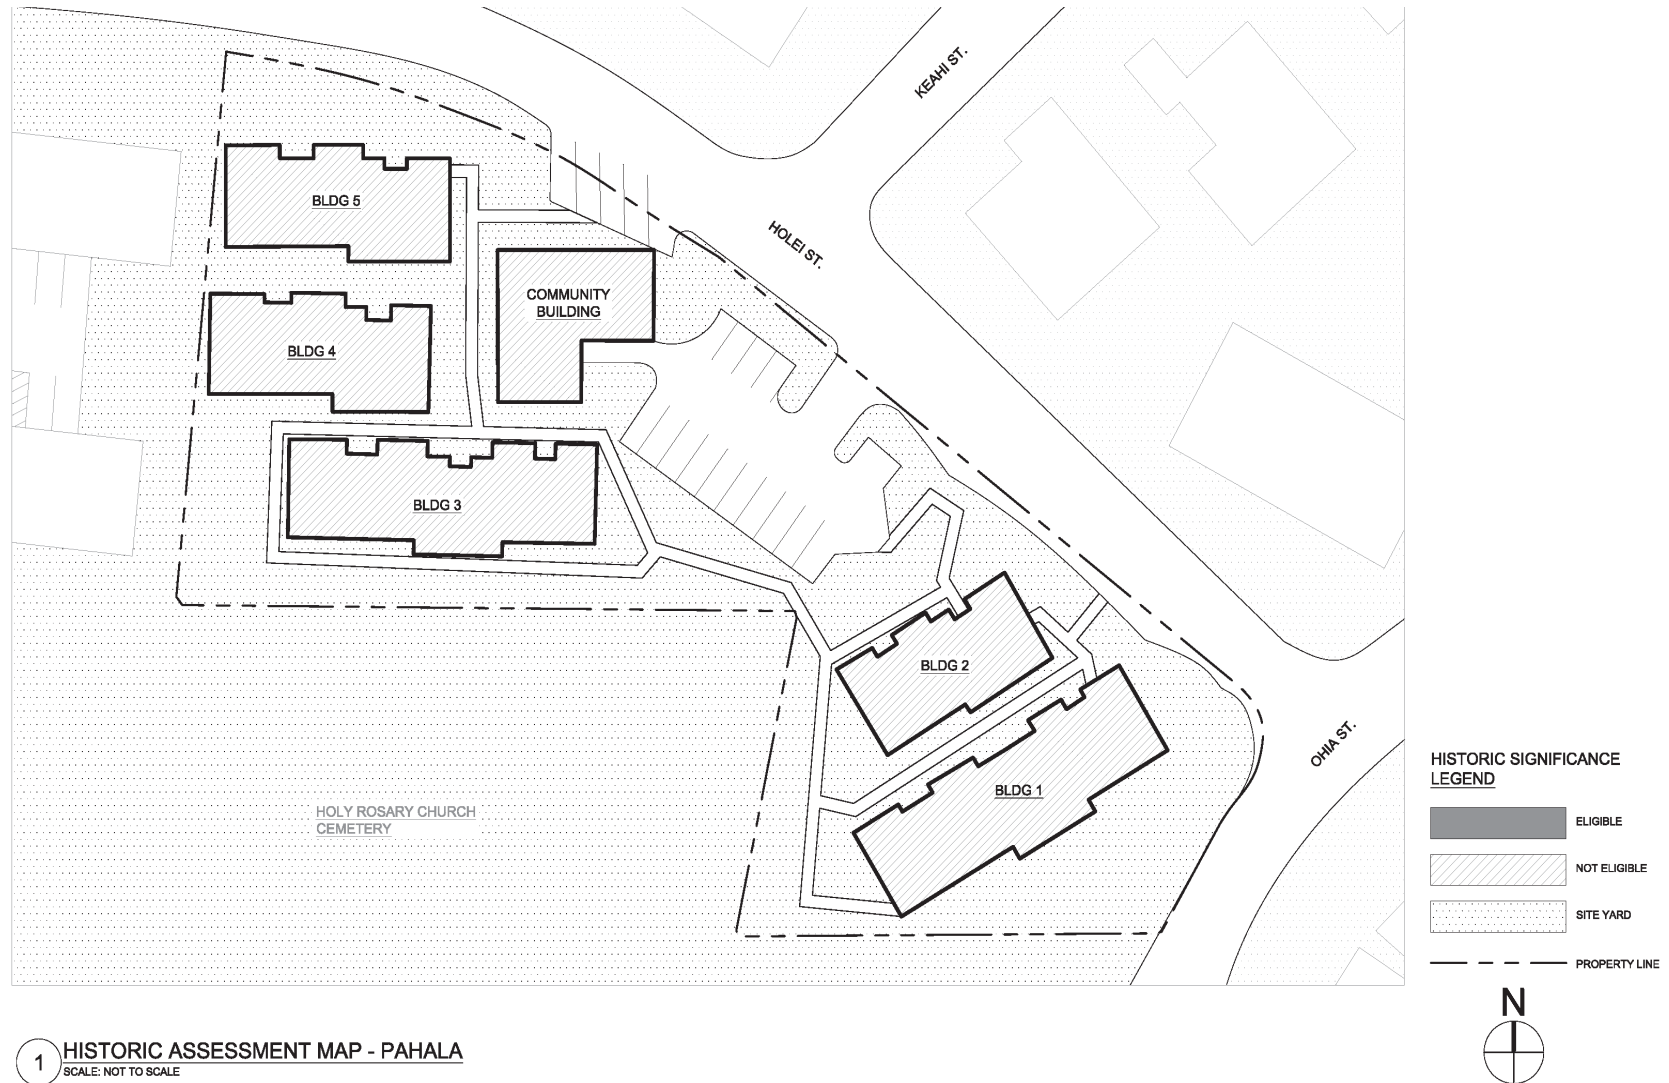 KEAHI ST.
BLDG 5
HOLEI ST.
COMMUNITY
BUILDING
BLDG 4
BLDG 3
BLDG 2
OHIA ST.
BLDG 1
HOLY ROSARY CHURCH
CEMETERY
HISTORIC SIGNIFICANCE
LEGEND
ELIGIBLE
NOT ELIGIBLE
SITE YARD
PROPERTY LINE
N
1
HISTORIC ASSESSMENT MAP - PAHALA
SCALE: NOT TO SCALE